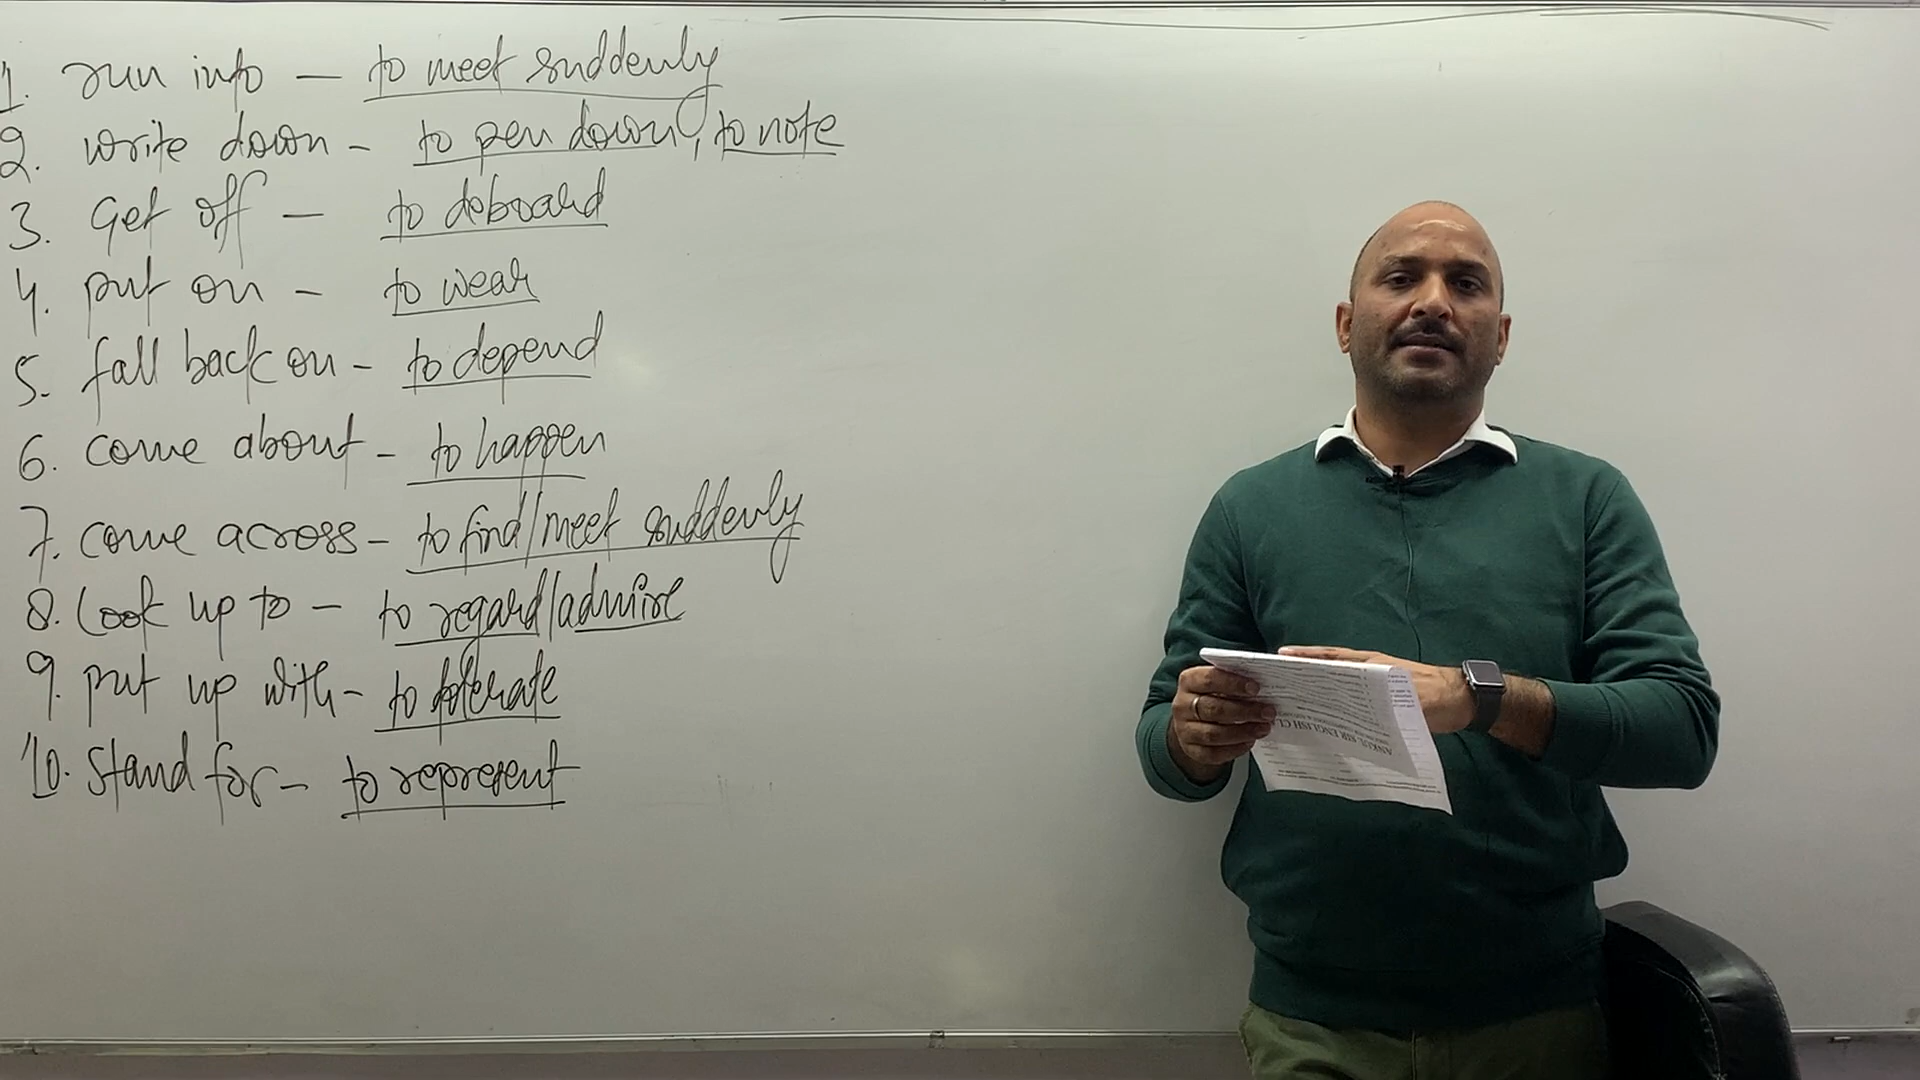 1. run into — to meet suddenly
2. write down - to pen down, to note
3. Get off — to deboard
4. put on - to wear
5. fall back on - to depend
6. come about - to happen
7. come across - to find/meet suddenly
8. Look up to - to regard/admire
9. put up with - to tolerate
10. stand for - to represent
ANKUL SIR ENGLISH